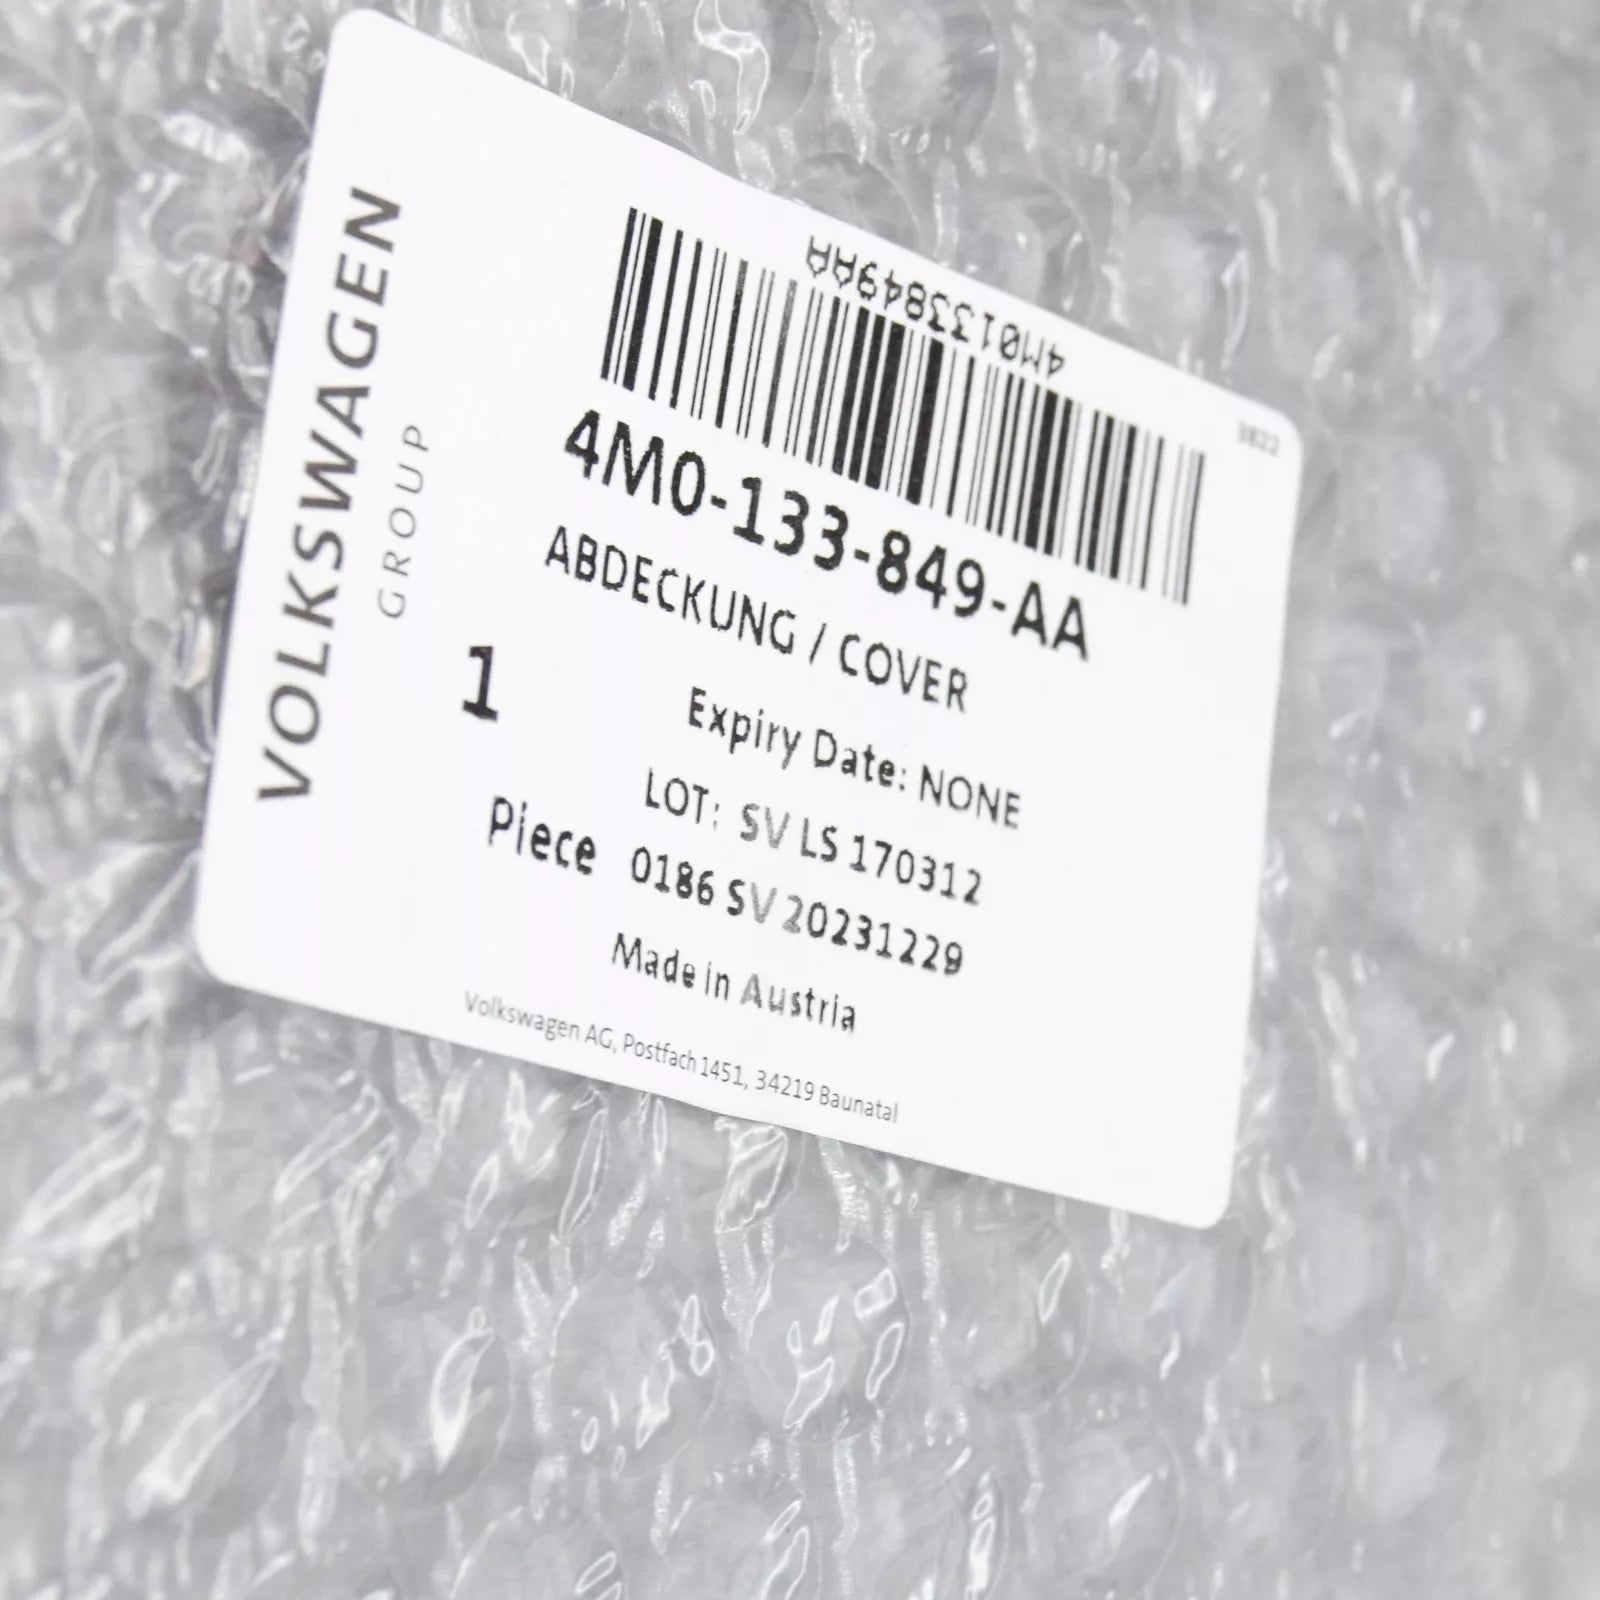 VOLKSWAGEN
GROUP
4M0133849AA
3822
4M0-133-849-AA
ABDECKUNG / COVER
Expiry Date: NONE
1
LOT: SV LS 170312
Piece 0186 SV 20231229
Made in Austria
Volkswagen AG, Postfach 1451, 34219 Baunatal